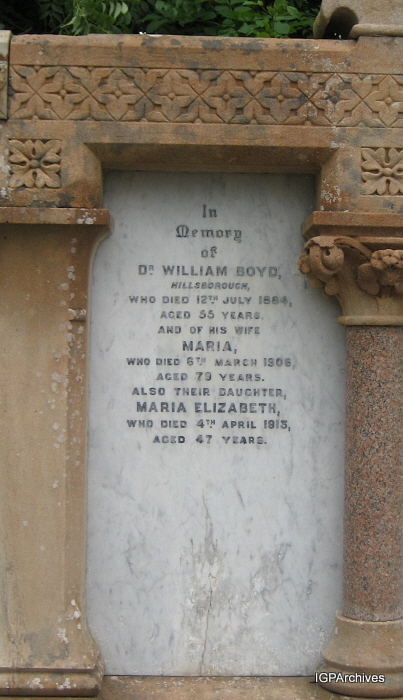 In
Memory
of
DR WILLIAM BOYD,
HILLSBOROUGH,
WHO DIED 12TH JULY 1884,
AGED 55 YEARS,
AND OF HIS WIFE
MARIA,
WHO DIED 6TH MARCH 1906,
AGED 79 YEARS.
ALSO THEIR DAUGHTER,
MARIA ELIZABETH,
WHO DIED 4TH APRIL 1913,
AGED 47 YEARS.
IGPArchives